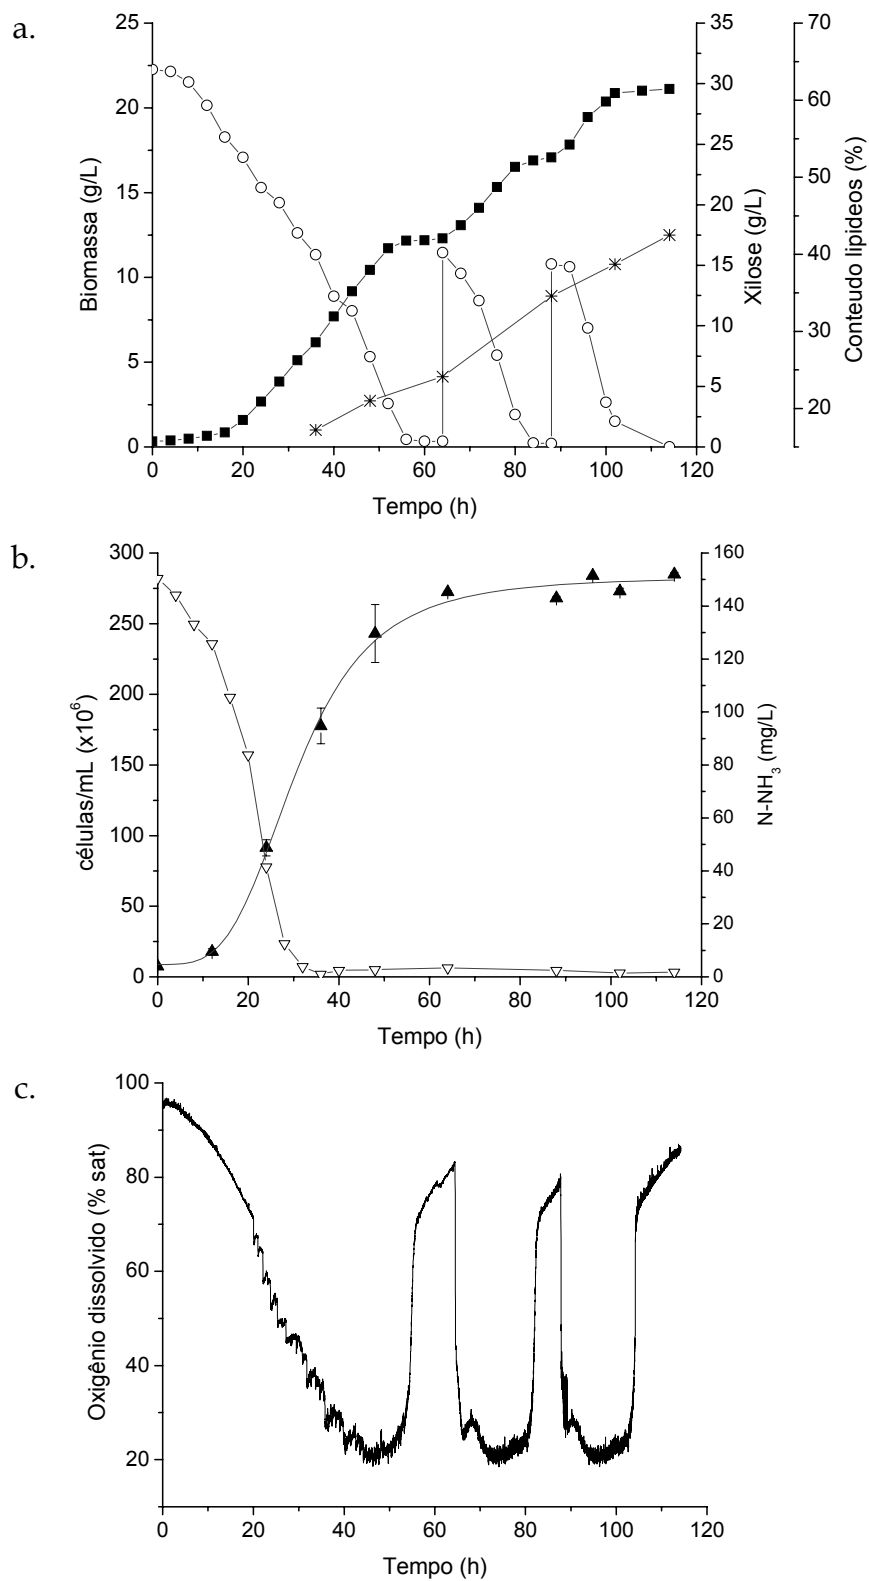 a.
25
20
15
10
5
0
Biomassa (g/L)
35
30
25
20
15
10
5
0
Xilose (g/L)
70
60
50
40
30
20
Conteudo lipideos (%)
0 20 40 60 80 100 120
Tempo (h)
b.
300
250
200
150
100
50
0
células/mL (x10⁶)
160
140
120
100
80
60
40
20
0
N-NH₃ (mg/L)
0 20 40 60 80 100 120
Tempo (h)
c.
100
80
60
40
20
Oxigênio dissolvido (% sat)
0 20 40 60 80 100 120
Tempo (h)